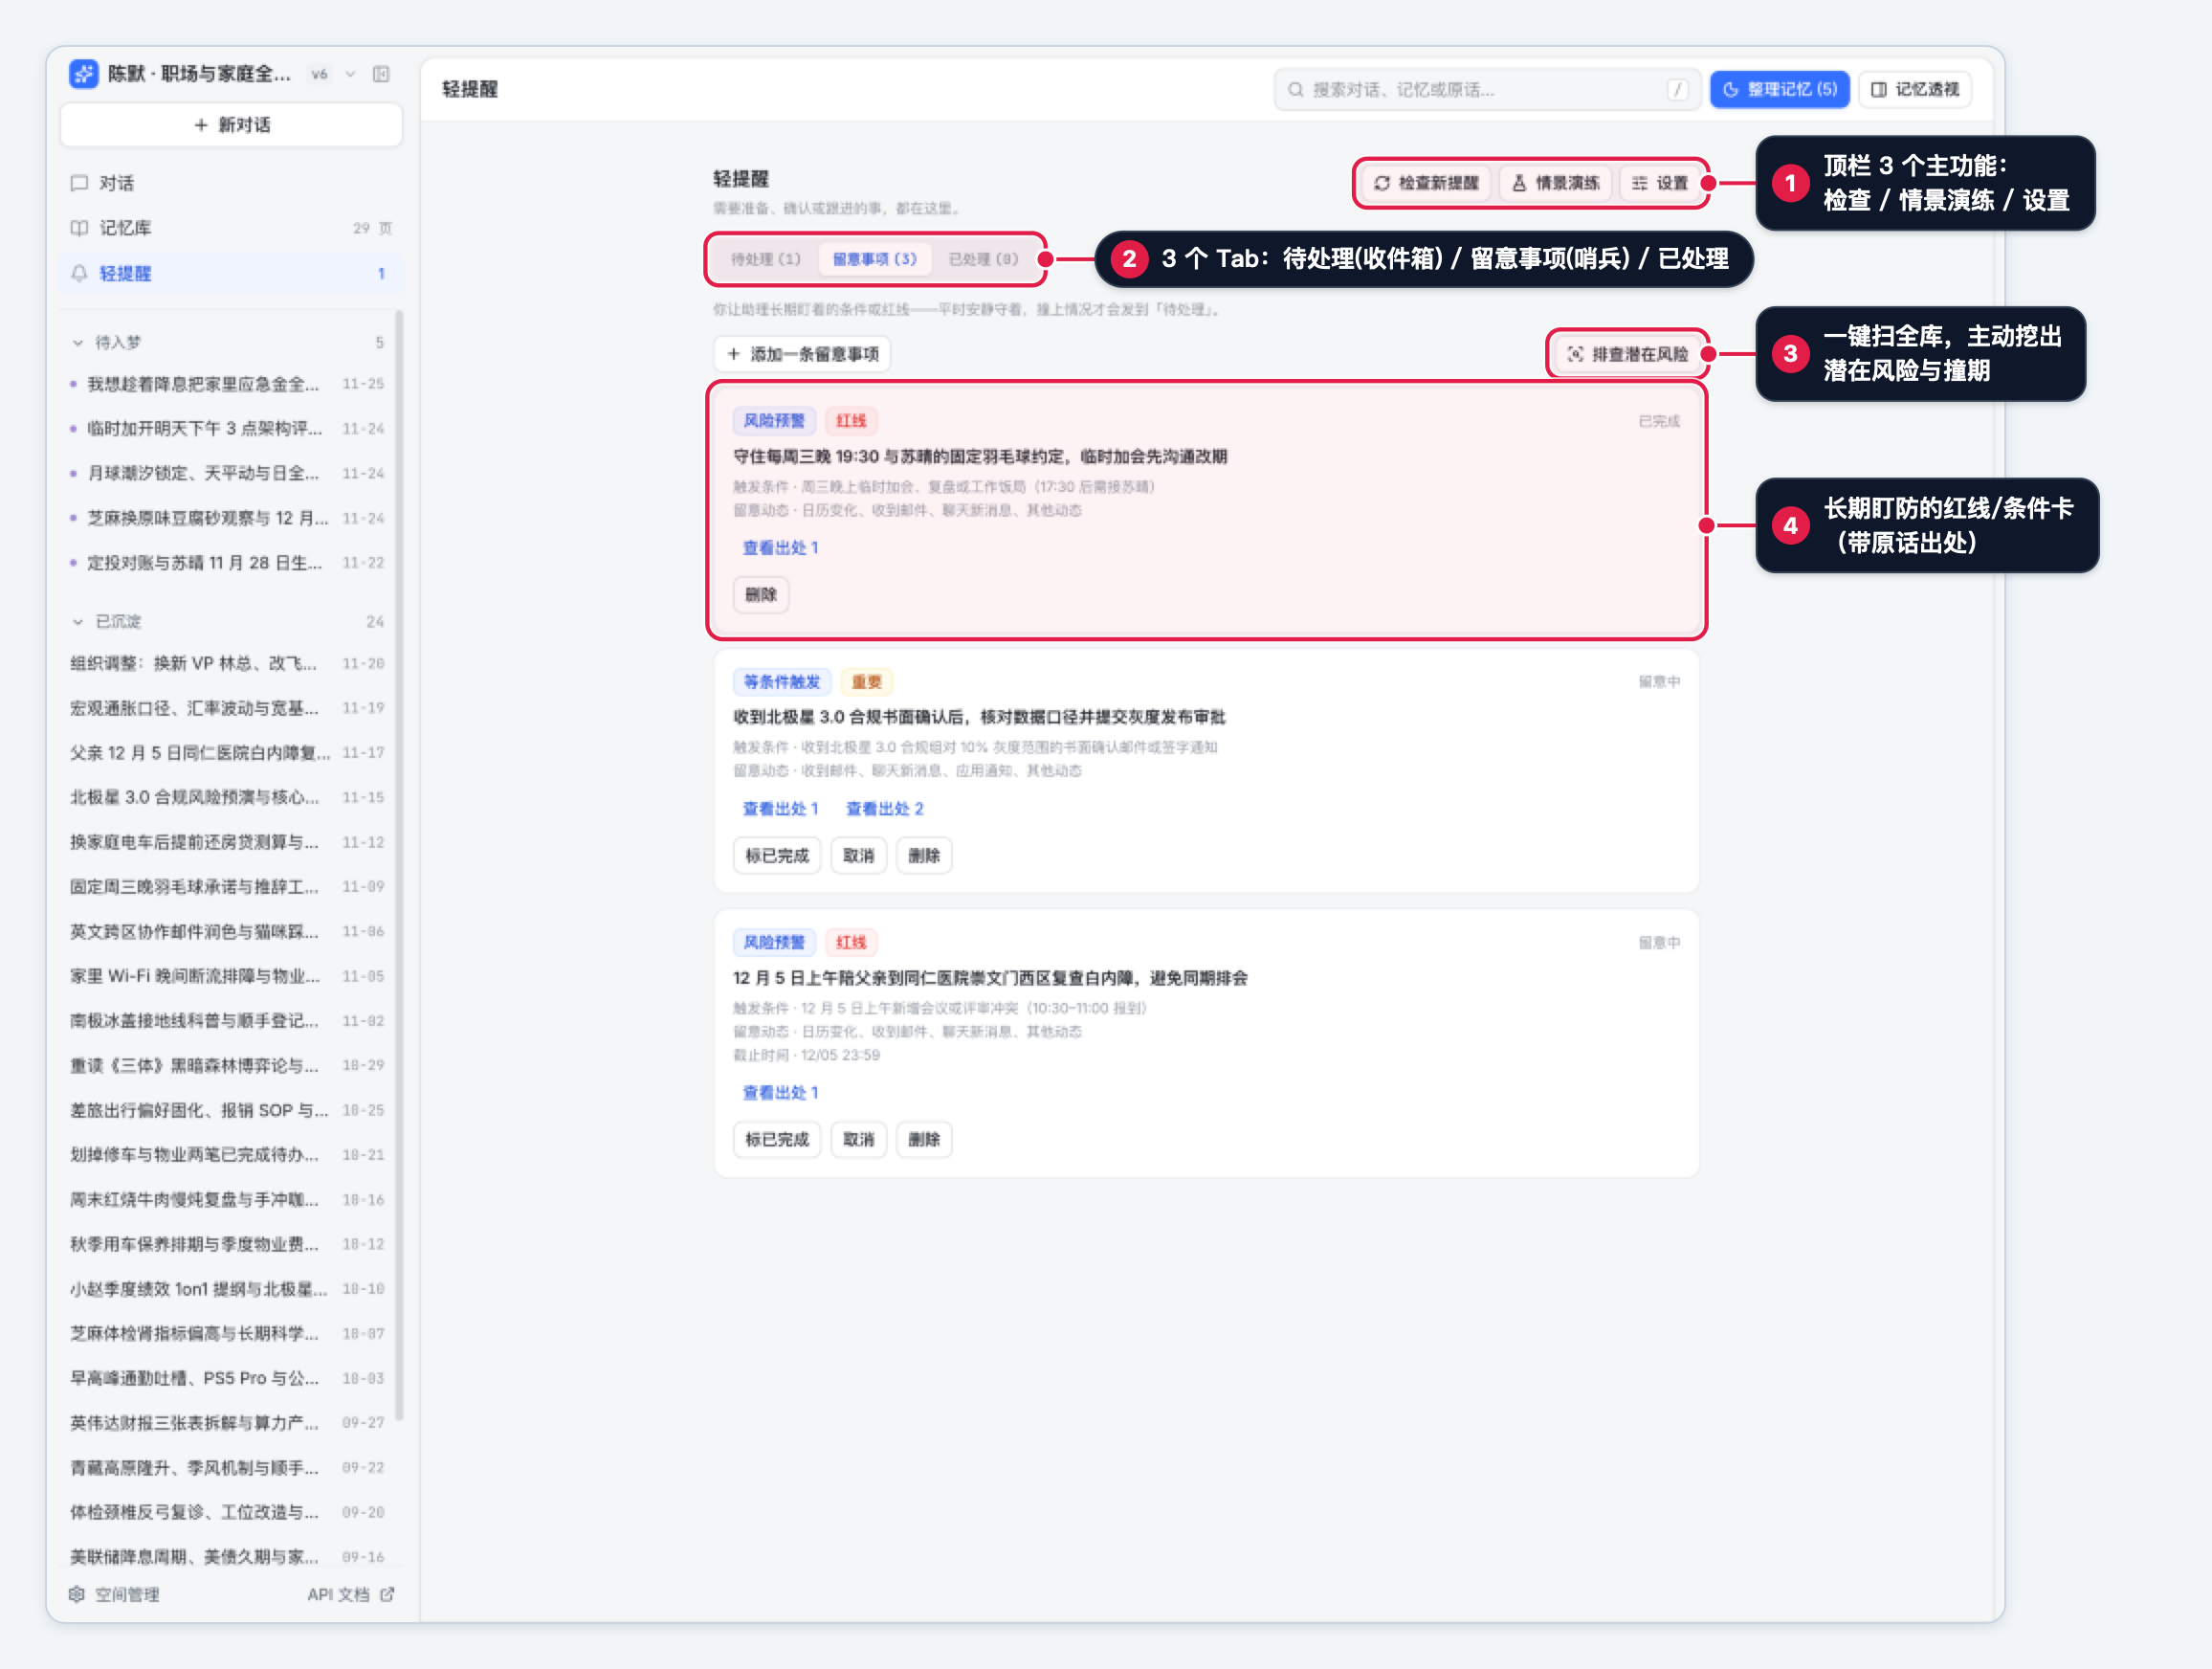 陈默 · 职场与家庭全... v6
+ 新对话
对话
记忆库 29 页
轻提醒 1
待入梦 5
我想趁着降息把家里应急金全... 11-25
临时加开明天下午 3 点架构评... 11-24
月球潮汐锁定、天平动与日全... 11-24
芝麻换原味豆腐砂观察与 12 月... 11-24
定投对账与苏晴 11 月 28 日生... 11-22
已沉淀 24
组织调整：换新 VP 林总、改飞... 11-20
宏观通胀口径、汇率波动与宽基... 11-19
父亲 12 月 5 日同仁医院白内障复... 11-17
北极星 3.0 合规风险预演与核心... 11-15
换家庭电车后提前还房贷测算与... 11-12
固定周三晚羽毛球承诺与推辞工... 11-09
英文跨区协作邮件润色与猫咪踩... 11-06
家里 Wi-Fi 晚间断流排障与物业... 11-05
南极冰盖接地线科普与顺手登记... 11-02
重读《三体》黑暗森林博弈论与... 10-29
差旅出行偏好固化、报销 SOP 与... 10-25
划掉修车与物业两笔已完成待办... 10-21
周末红烧牛肉慢炖复盘与手冲咖... 10-16
秋季用车保养排期与季度物业费... 10-12
小赵季度绩效 1on1 提纲与北极星... 10-10
芝麻体检肾指标偏高与长期科学... 10-07
早高峰通勤吐槽、PS5 Pro 与公... 10-03
英伟达财报三张表拆解与算力产... 09-27
青藏高原隆升、季风机制与顺手... 09-22
体检颈椎反弓复诊、工位改造与... 09-20
美联储降息周期、美债久期与家... 09-16
空间管理 API 文档
轻提醒
搜索对话、记忆或原话... /
整理记忆 (5)
记忆透视
轻提醒
需要准备、确认或跟进的事，都在这里。
检查新提醒 情景演练 设置
1 顶栏 3 个主功能：
检查 / 情景演练 / 设置
待处理 (1) 留意事项 (3) 已处理 (0)
2 3 个 Tab：待处理(收件箱) / 留意事项(哨兵) / 已处理
你让助理长期盯着的条件或红线——平时安静守着，撞上情况才会发到「待处理」。
+ 添加一条留意事项
排查潜在风险
3 一键扫全库，主动挖出
潜在风险与撞期
风险预警 红线 已完成
守住每周三晚 19:30 与苏晴的固定羽毛球约定，临时加会先沟通改期
触发条件 · 周三晚上临时加会、复盘或工作饭局（17:30 后需接苏晴）
留意动态 · 日历变化、收到邮件、聊天新消息、其他动态
查看出处 1
删除
4 长期盯防的红线/条件卡
（带原话出处）
等条件触发 重要 留意中
收到北极星 3.0 合规书面确认后，核对数据口径并提交灰度发布审批
触发条件 · 收到北极星 3.0 合规组对 10% 灰度范围的书面确认邮件或签字通知
留意动态 · 收到邮件、聊天新消息、应用通知、其他动态
查看出处 1 查看出处 2
标已完成 取消 删除
风险预警 红线 留意中
12 月 5 日上午陪父亲到同仁医院崇文门西区复查白内障，避免同期排会
触发条件 · 12 月 5 日上午新增会议或评审冲突（10:30–11:00 报到）
留意动态 · 日历变化、收到邮件、聊天新消息、其他动态
截止时间 · 12/05 23:59
查看出处 1
标已完成 取消 删除